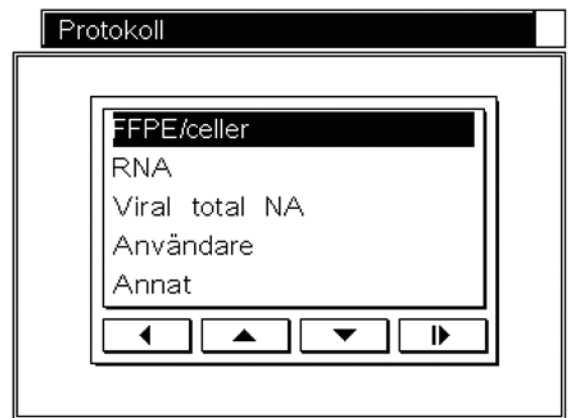 Protokoll
FFPE/celler
RNA
Viral total NA
Användare
Annat